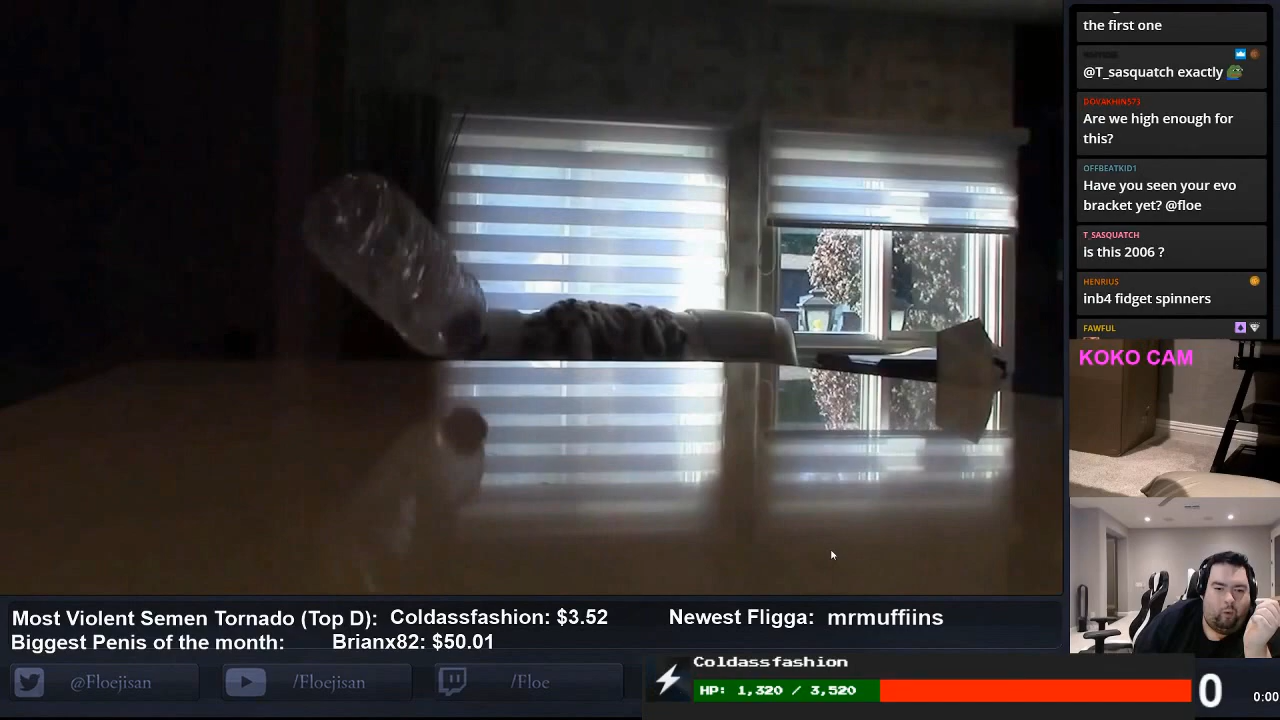 the first one
@T_sasquatch exactly
DOVAKHIN573
Are we high enough for
this?
OFFBEATKID1
Have you seen your evo
bracket yet? @floe
T_SASQUATCH
is this 2006 ?
HENRIUS
inb4 fidget spinners
FAWFUL
KOKO CAM
Most Violent Semen Tornado (Top D): Coldassfashion: $3.52
Newest Fligga: mrmuffiins
Biggest Penis of the month: Brianx82: $50.01
@Floejisan
/Floejisan
/Floe
Coldassfashion
HP: 1,320 / 3,520
0
0:00